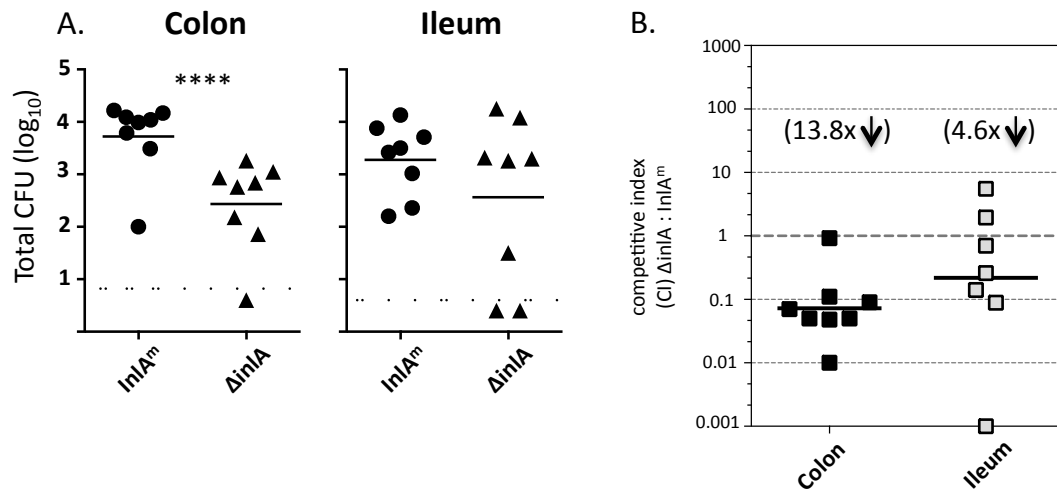 A.
Colon
Ileum
Total CFU (log10)
5
4
3
2
1
****
InlAm
ΔinlA
InlAm
ΔinlA
B.
competitive index
(CI) ΔinlA : InlAm
1000
100
10
1
0.1
0.01
0.001
(13.8x ↓)
(4.6x ↓)
Colon
Ileum